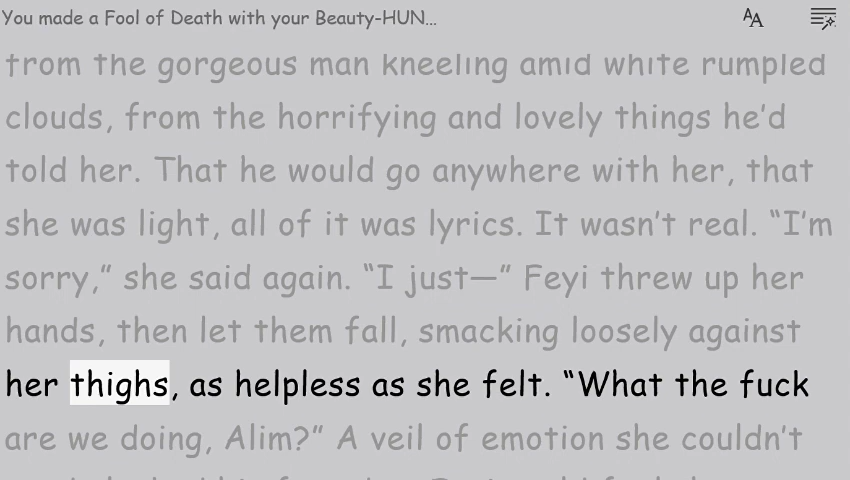 You made a Fool of Death with your Beauty-HUN...
from the gorgeous man kneeling amid white rumpled
clouds, from the horrifying and lovely things he'd
told her. That he would go anywhere with her, that
she was light, all of it was lyrics. It wasn't real. “I'm
sorry,” she said again. “I just—” Feyi threw up her
hands, then let them fall, smacking loosely against
her thighs, as helpless as she felt. “What the fuck
are we doing, Alim?” A veil of emotion she couldn't